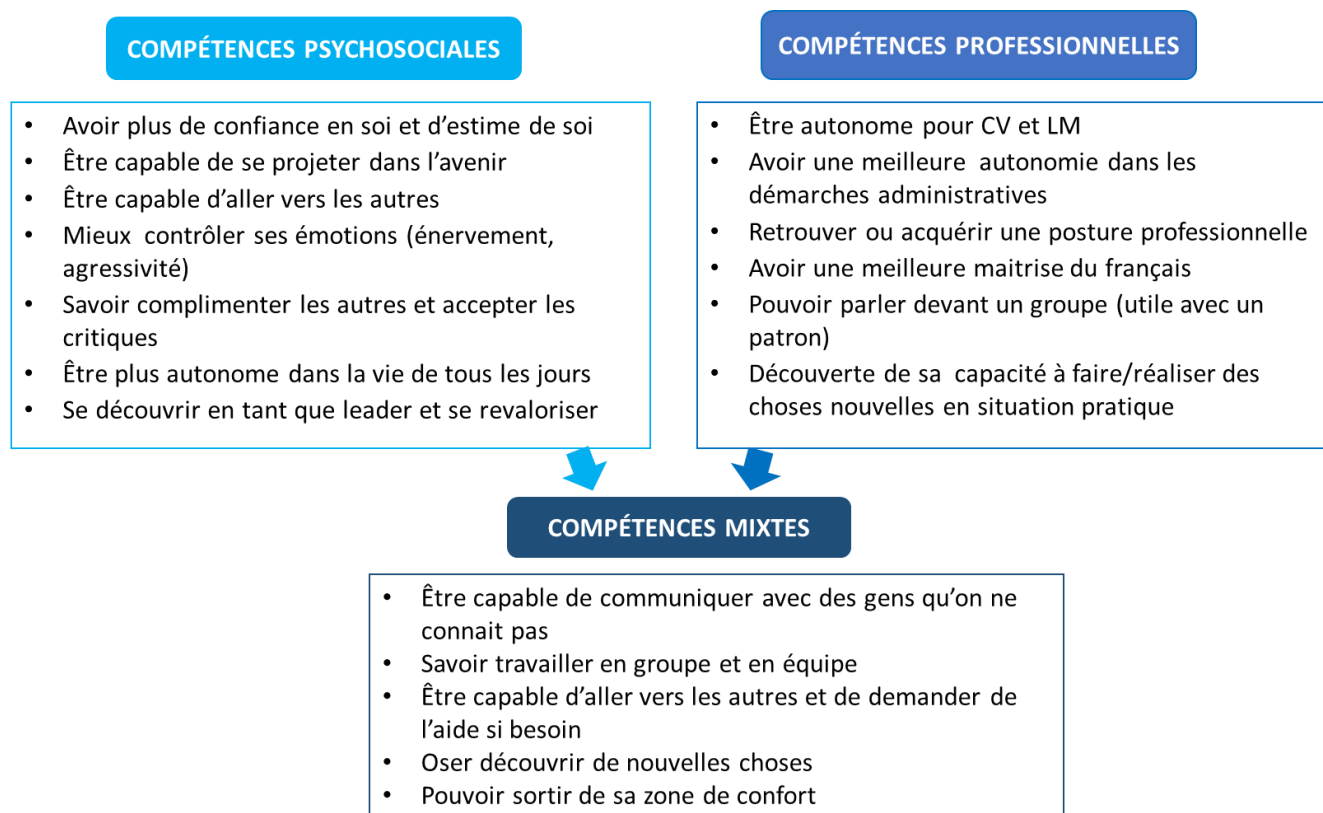 COMPÉTENCES PSYCHOSOCIALES
• Avoir plus de confiance en soi et d’estime de soi
• Être capable de se projeter dans l’avenir
• Être capable d’aller vers les autres
• Mieux contrôler ses émotions (énervement,
agressivité)
• Savoir complimenter les autres et accepter les
critiques
• Être plus autonome dans la vie de tous les jours
• Se découvrir en tant que leader et se revaloriser
COMPÉTENCES PROFESSIONNELLES
• Être autonome pour CV et LM
• Avoir une meilleure autonomie dans les
démarches administratives
• Retrouver ou acquérir une posture professionnelle
• Avoir une meilleure maitrise du français
• Pouvoir parler devant un groupe (utile avec un
patron)
• Découverte de sa capacité à faire/réaliser des
choses nouvelles en situation pratique
COMPÉTENCES MIXTES
• Être capable de communiquer avec des gens qu’on ne
connait pas
• Savoir travailler en groupe et en équipe
• Être capable d’aller vers les autres et de demander de
l’aide si besoin
• Oser découvrir de nouvelles choses
• Pouvoir sortir de sa zone de confort